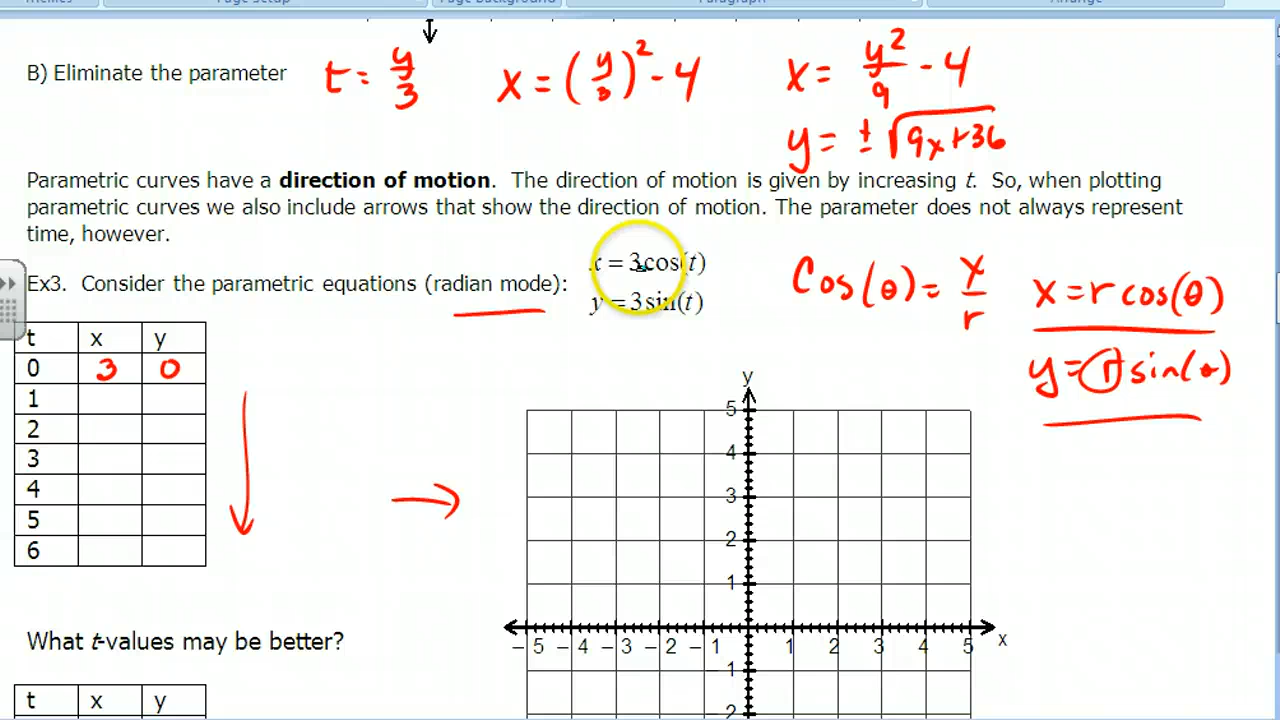 B) Eliminate the parameter t = y/3 x = (y/3)² - 4 x = y²/9 - 4
y = ± √9x+36
Parametric curves have a direction of motion. The direction of motion is given by increasing t. So, when plotting
parametric curves we also include arrows that show the direction of motion. The parameter does not always represent
time, however.
Ex3. Consider the parametric equations (radian mode): x = 3cos(t)
y = 3sin(t)
Cos(θ) = x/r x = r cos(θ)
y = r sin(θ)
t x y
0 3 0
1
2
3
4
5
6
y
5
4
3
2
1
-5 -4 -3 -2 -1 1 2 3 4 5 x
-1
-2
What t-values may be better?
t x y